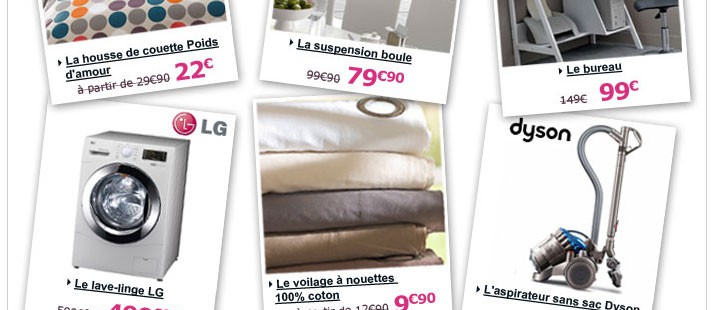 La housse de couette Poids
d'amour
à partir de 29€90 22€
La suspension boule
99€90 79€90
Le bureau
149€ 99€
LG
dyson
Le lave-linge LG
Le voilage à nouettes
100% coton
12€90 9€90
L'aspirateur sans sac Dyson